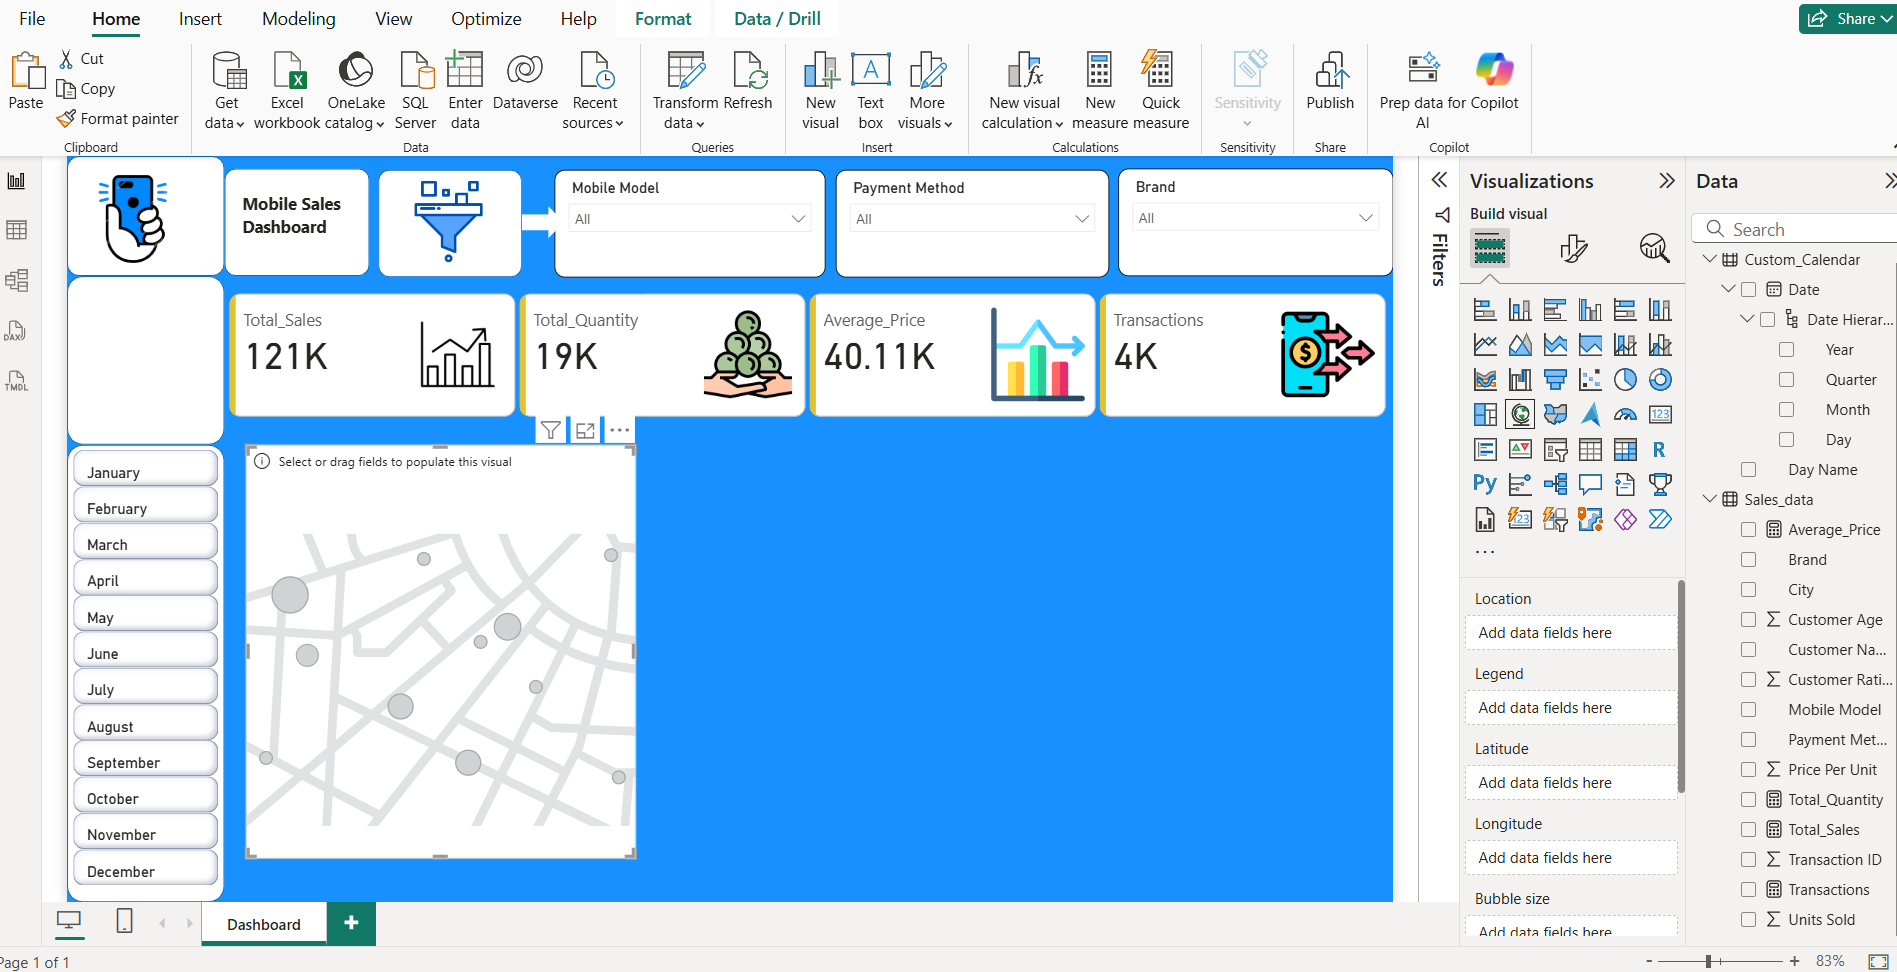 File
Home
Insert
Modeling
View
Optimize
Help
Format
Data / Drill
Share
Paste
Cut
Copy
Format painter
Clipboard
Get
data
Excel
workbook
OneLake
catalog
SQL
Server
Enter
data
Dataverse
Recent
sources
Data
Transform
data
Refresh
Queries
New
visual
Text
box
More
visuals
Insert
New visual
calculation
New
measure
Quick
measure
Calculations
Sensitivity
Sensitivity
Publish
Share
Prep data for
AI
Copilot
Copilot
DAX
TMDL
Mobile Sales
Dashboard
Mobile Model
All
Payment Method
All
Brand
All
Total_Sales
121K
Total_Quantity
19K
Average_Price
40.11K
Transactions
4K
Select or drag fields to populate this visual
January
February
March
April
May
June
July
August
September
October
November
December
Filters
Visualizations
Build visual
123
R
Py
123
Location
Add data fields here
Legend
Add data fields here
Latitude
Add data fields here
Longitude
Add data fields here
Bubble size
Add data fields here
Data
Search
Custom_Calendar
Date
Date Hierar...
Year
Quarter
Month
Day
Day Name
Sales_data
Average_Price
Brand
City
Customer Age
Customer Na...
Customer Rati...
Mobile Model
Payment Met...
Price Per Unit
Total_Quantity
Total_Sales
Transaction ID
Transactions
Units Sold
Dashboard
Page 1 of 1
83%